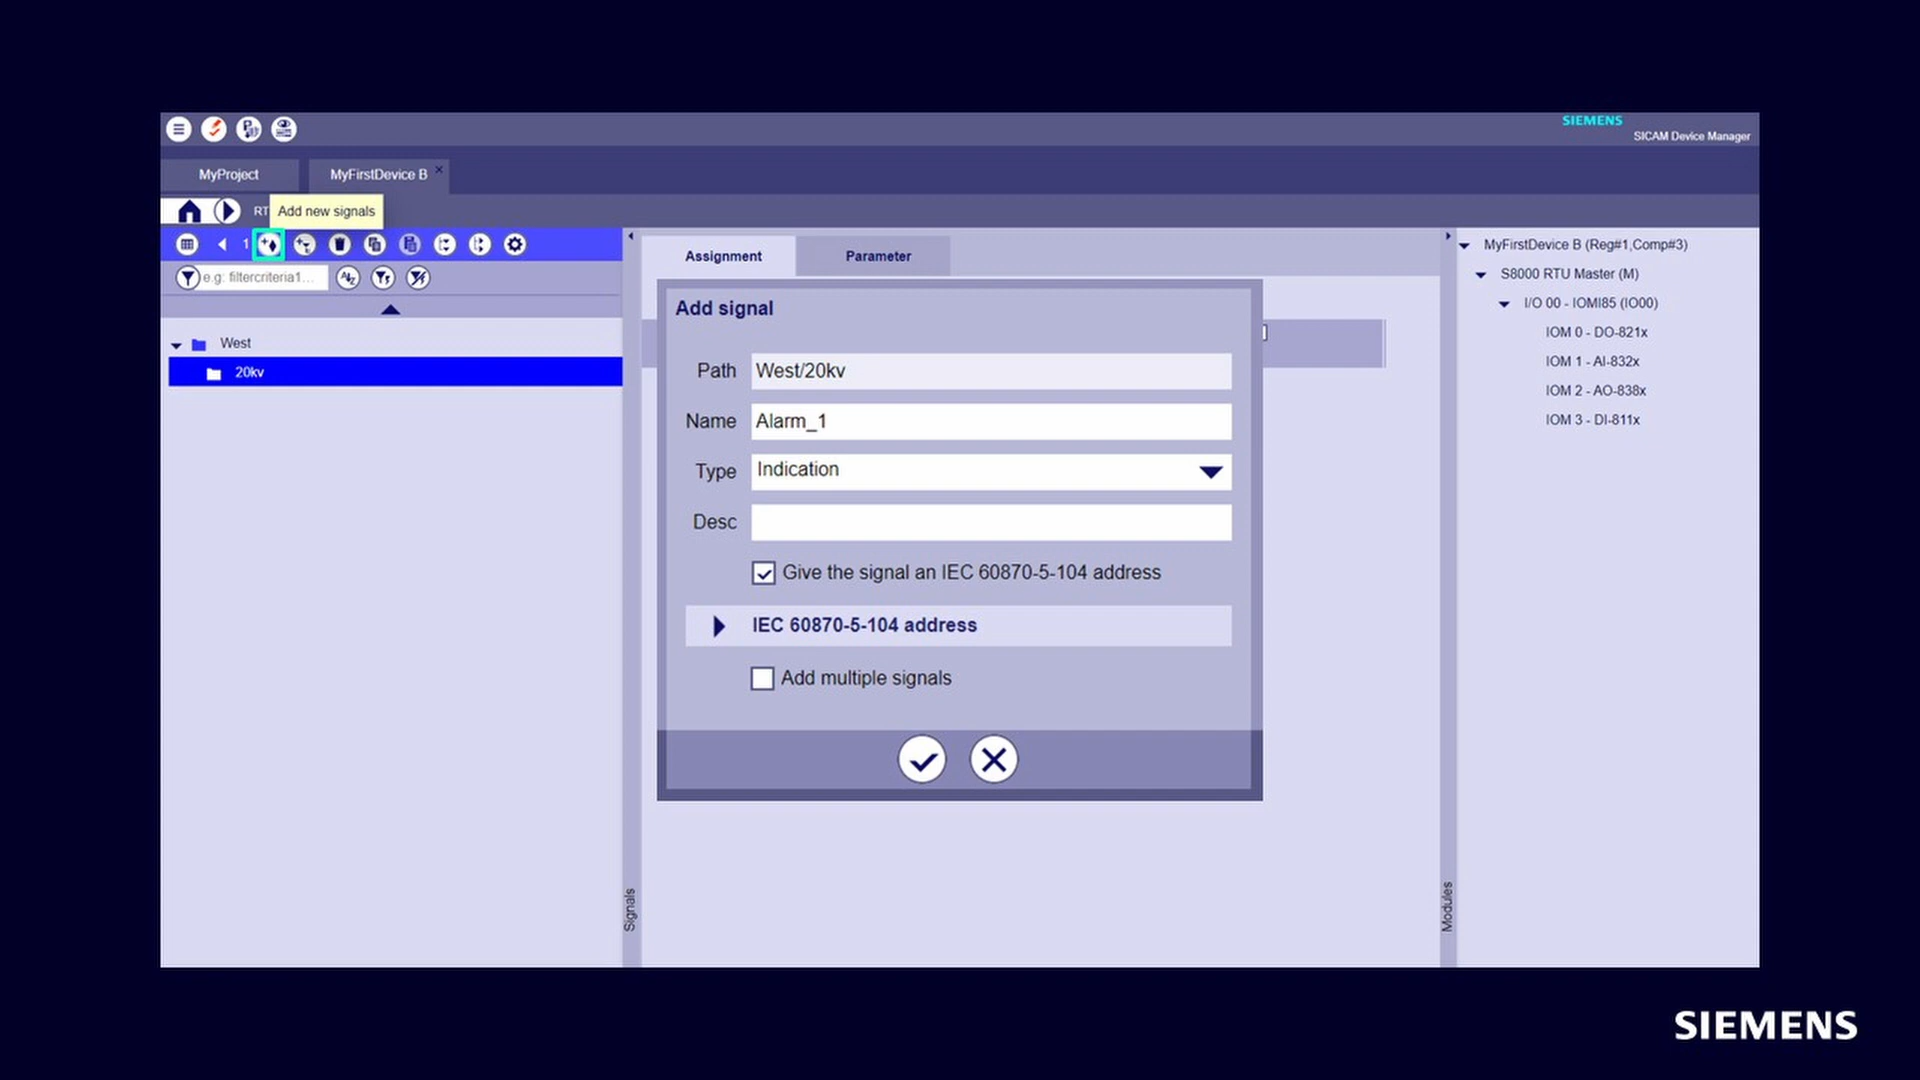 SIEMENS
SICAM Device Manager
MyProject
MyFirstDevice B
RT
Add new signals
1
e.g: filtercriteria1...
West
20kv
Signals
Assignment
Parameter
Add signal
Path West/20kv
Name Alarm_1
Type Indication
Desc
Give the signal an IEC 60870-5-104 address
IEC 60870-5-104 address
Add multiple signals
Modules
MyFirstDevice B (Reg#1,Comp#3)
S8000 RTU Master (M)
I/O 00 - IOMI85 (IO00)
IOM 0 - DO-821x
IOM 1 - AI-832x
IOM 2 - AO-838x
IOM 3 - DI-811x
SIEMENS